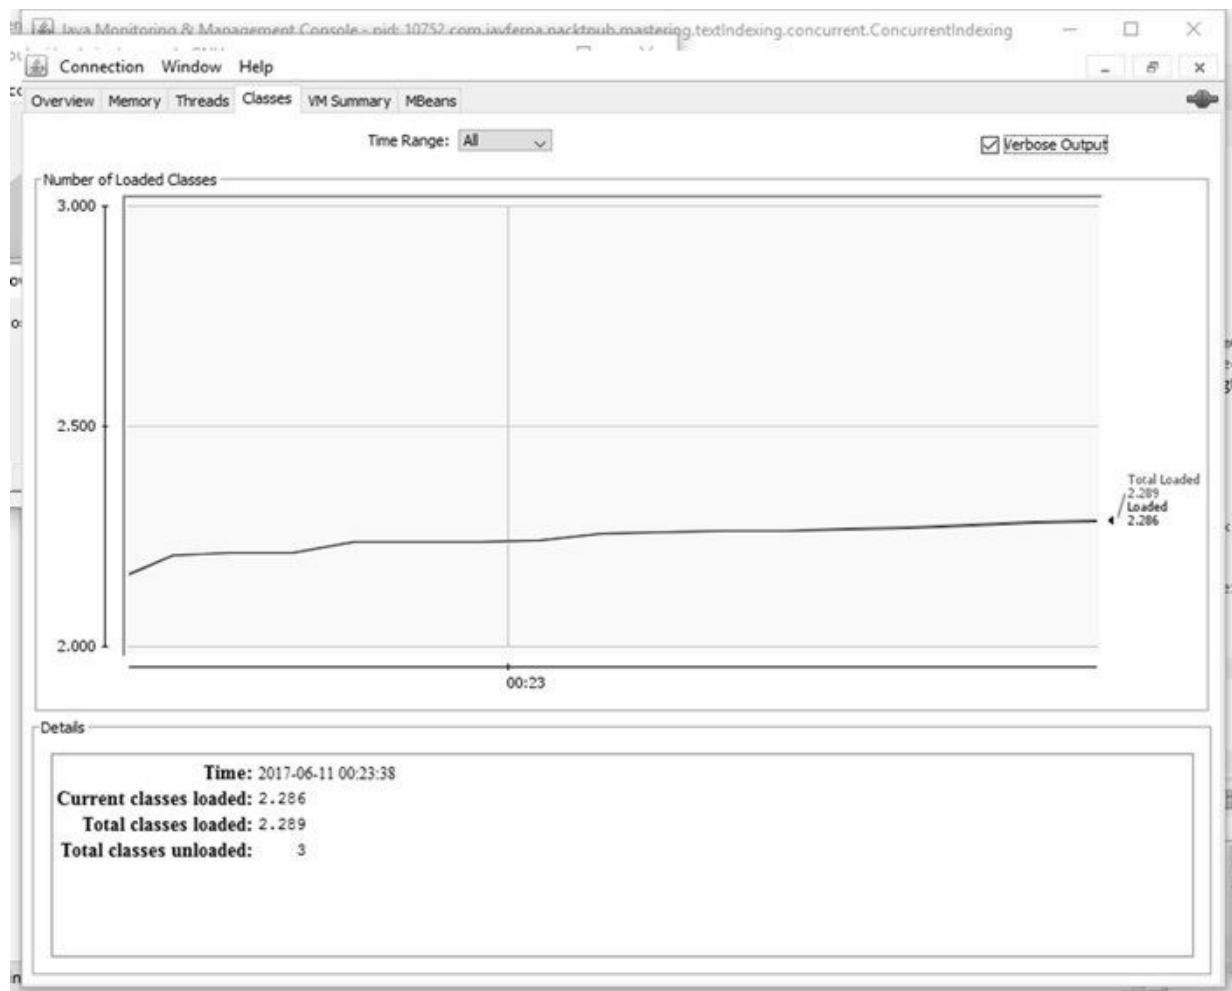 Java Monitoring & Management Console - pid: 10752 com.javferna.packtpub.mastering.textIndexing.concurrent.ConcurrentIndexing
Connection Window Help
Overview Memory Threads Classes VM Summary MBeans
Time Range: All
Verbose Output
Number of Loaded Classes
3.000
2.500
2.000
Total Loaded
2.289
Loaded
2.286
00:23
Details
Time: 2017-06-11 00:23:38
Current classes loaded: 2.286
Total classes loaded: 2.289
Total classes unloaded: 3